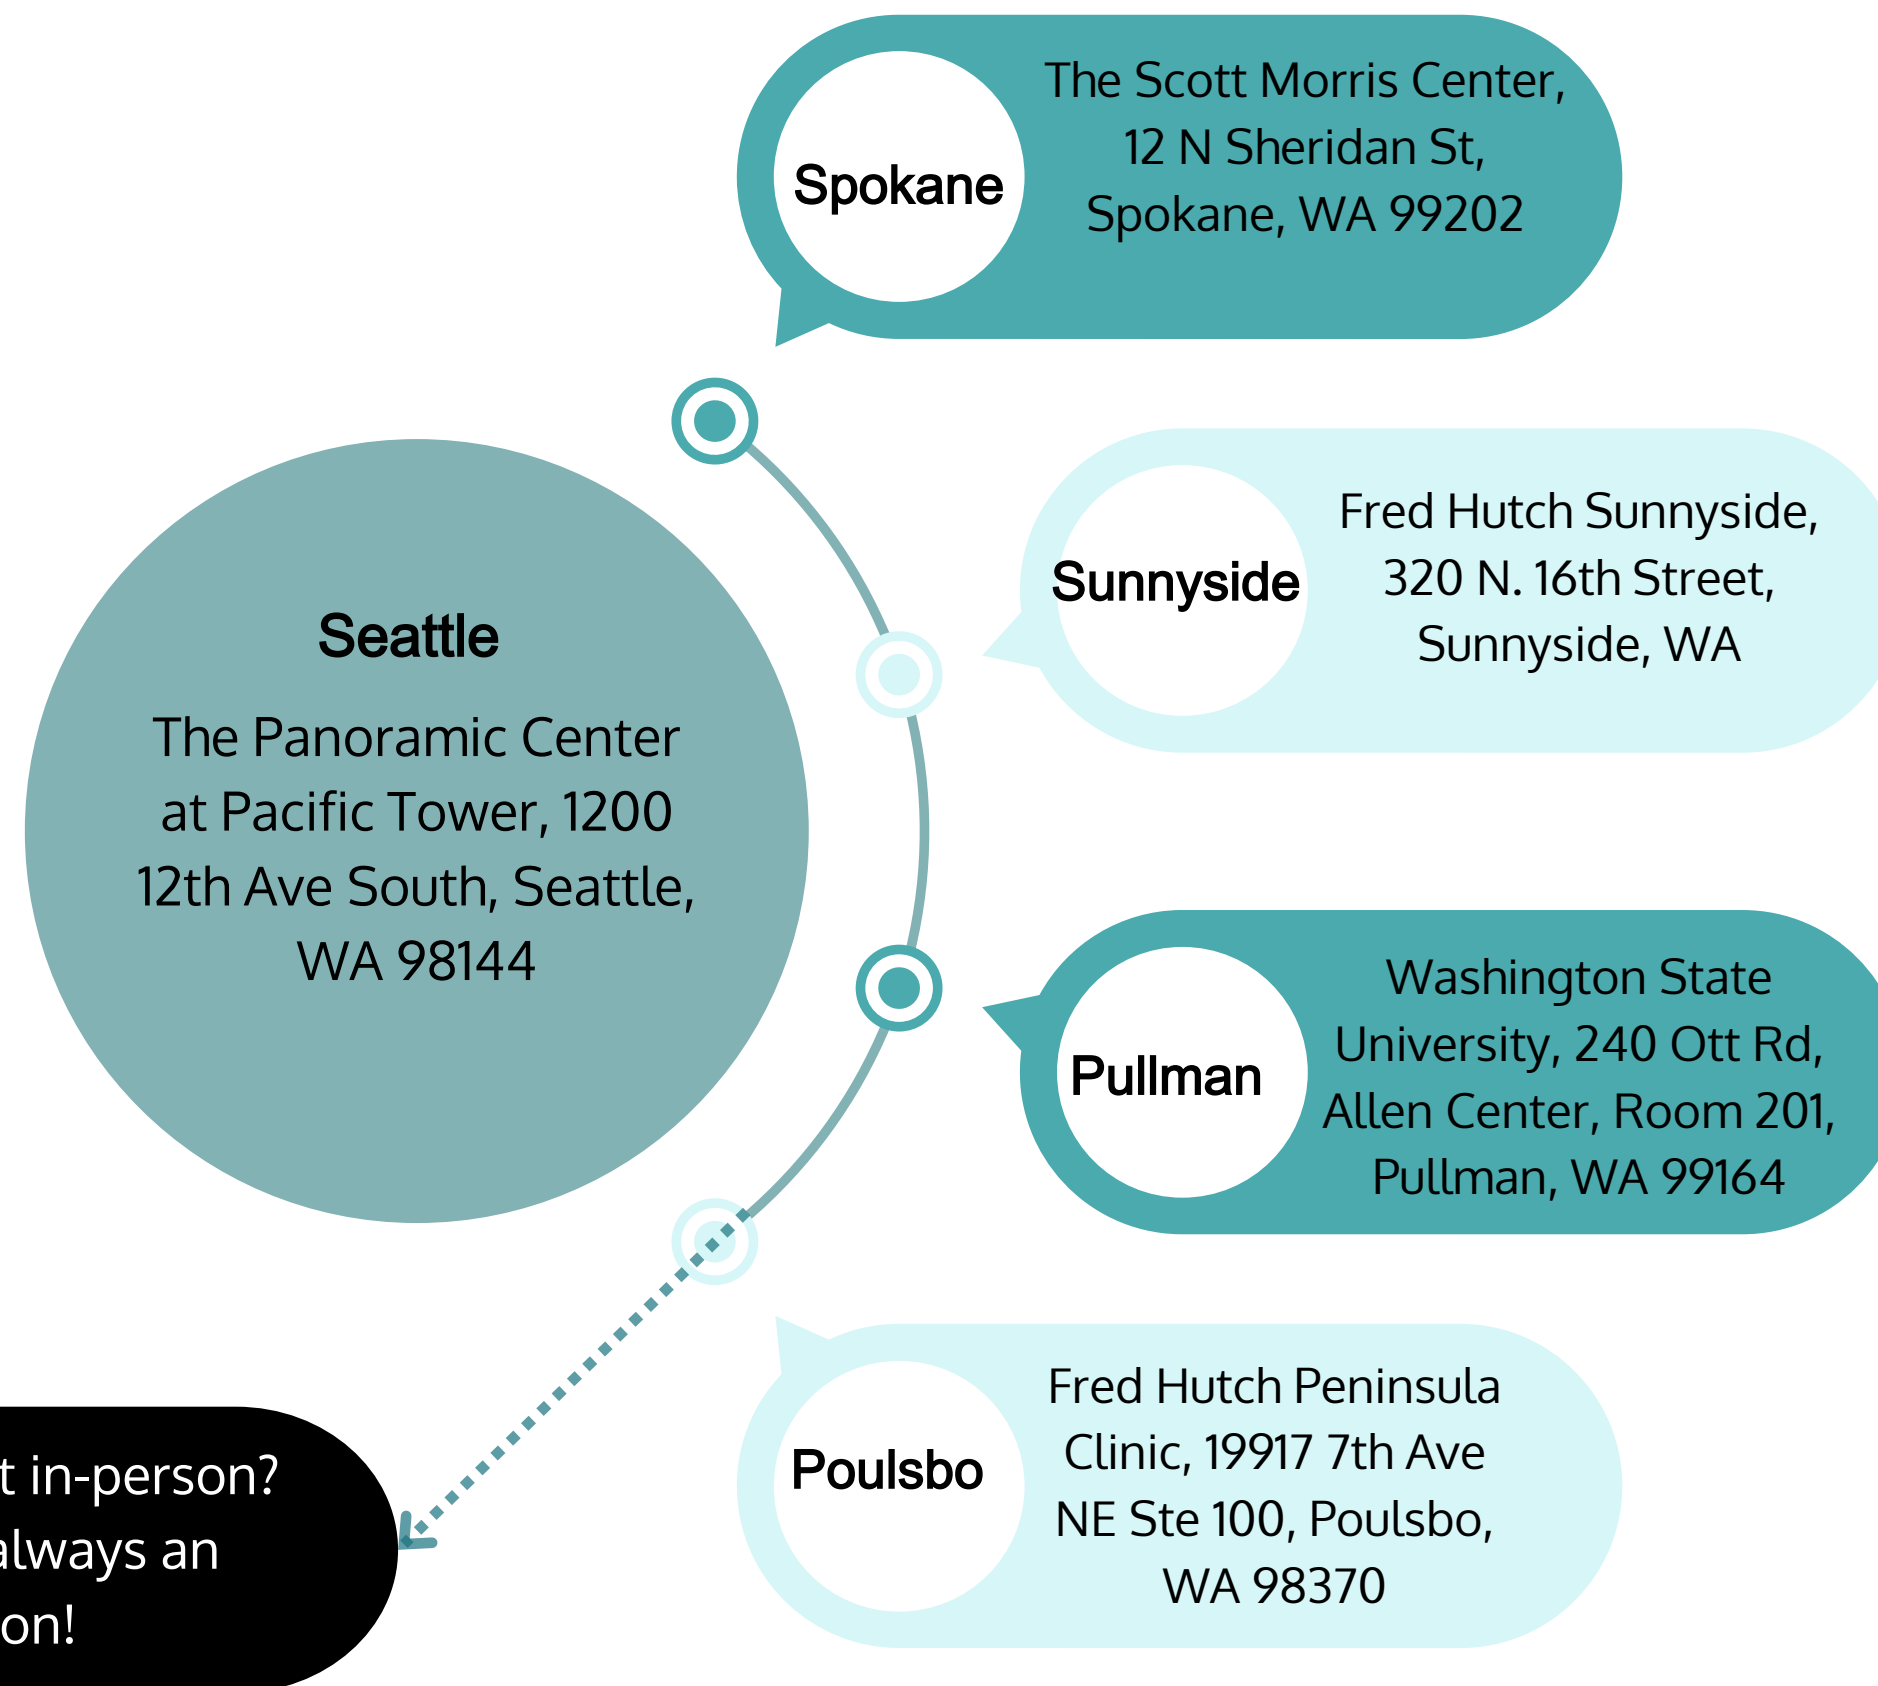 The Scott Morris Center,
12 N Sheridan St,
Spokane, WA 99202
Spokane
Fred Hutch Sunnyside,
320 N. 16th Street,
Sunnyside, WA
Sunnyside
Seattle
The Panoramic Center
at Pacific Tower, 1200
12th Ave South, Seattle,
WA 98144
Washington State
University, 240 Ott Rd,
Allen Center, Room 201,
Pullman, WA 99164
Pullman
Fred Hutch Peninsula
Clinic, 19917 7th Ave
NE Ste 100, Poulsbo,
WA 98370
Poulsbo
in-person?
always an